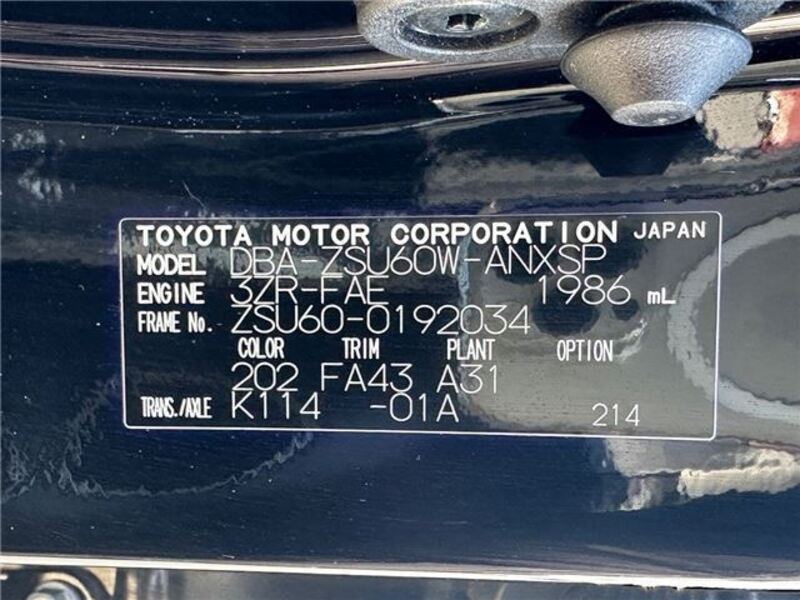 TOYOTA MOTOR CORPORATION JAPAN
MODEL DBA-ZSU60W-ANXSP
ENGINE 3ZR-FAE 1986 mL
FRAME No. ZSU60-0192034
COLOR TRIM PLANT OPTION
202 FA43 A31
TRANS./AXLE K114 -01A 214